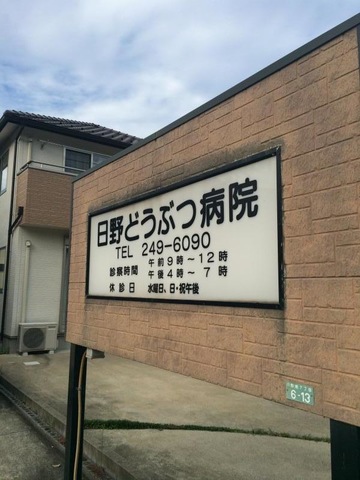 日野どうぶつ病院
TEL 249-6090
診察時間 午前9時〜12時
午後4時〜7時
休診日 水曜日、日・祝午後
6-13